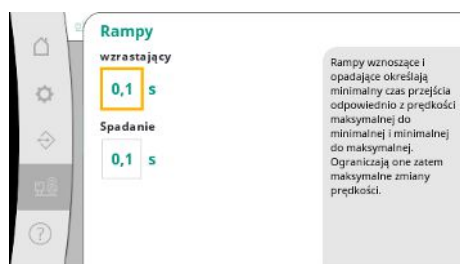 Rampy
wzrastający
0,1 s
Spadanie
0,1 s
Rampy wznoszące i
opadające określają
minimalny czas przejścia
odpowiednio z prędkości
maksymalnej do
minimalnej i minimalnej
do maksymalnej.
Ograniczają one zatem
maksymalne zmiany
prędkości.
?